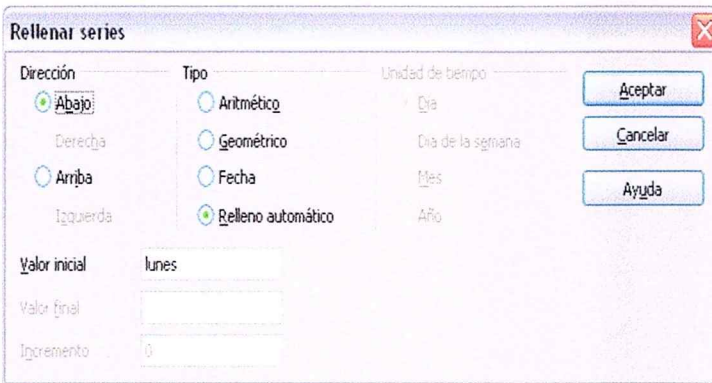 Rellenar series
Dirección
Abajo
Derecha
Arriba
Izquierda
Tipo
Aritmético
Geométrico
Fecha
Relleno automático
Unidad de tiempo
Día
Día de la semana
Mes
Año
Aceptar
Cancelar
Ayuda
Valor inicial lunes
Valor final
Incremento 0